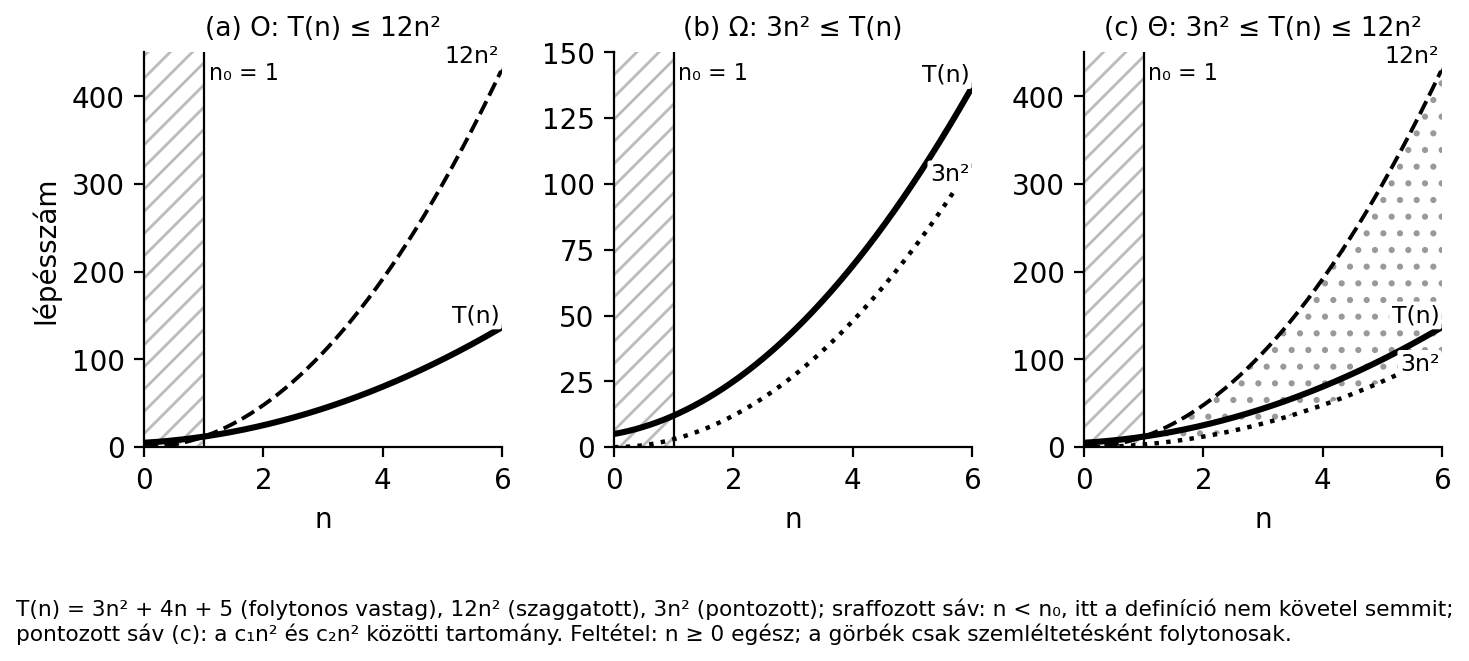 (a) O: T(n) ≤ 12n²
(b) Ω: 3n² ≤ T(n)
(c) Θ: 3n² ≤ T(n) ≤ 12n²
lépésszám
400
300
200
100
0
n₀ = 1
12n²
T(n)
0 2 4 6
n
150
125
100
75
50
25
0
n₀ = 1
T(n)
3n²
0 2 4 6
n
400
300
200
100
0
n₀ = 1
12n²
T(n)
3n²
0 2 4 6
n
T(n) = 3n² + 4n + 5 (folytonos vastag), 12n² (szaggatott), 3n² (pontozott); sraffozott sáv: n < n₀, itt a definíció nem követel semmit;
pontozott sáv (c): a c₁n² és c₂n² közötti tartomány. Feltétel: n ≥ 0 egész; a görbék csak szemléltetésként folytonosak.